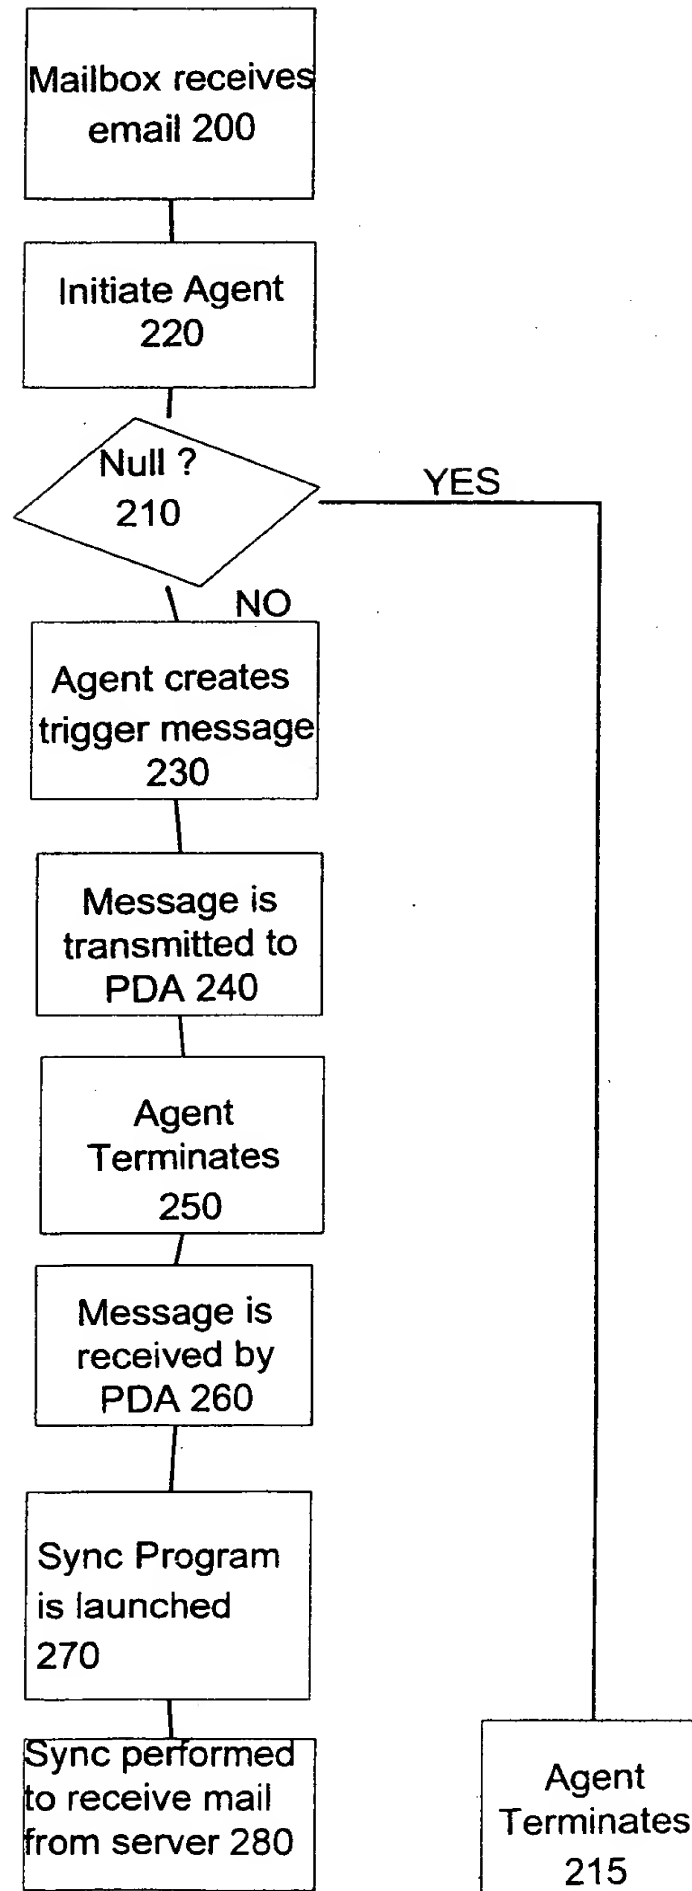 Mailbox receives
email 200
Initiate Agent
220
Null ?
210
YES
NO
Agent creates
trigger message
230
Message is
transmitted to
PDA 240
Agent
Terminates
250
Message is
received by
PDA 260
Sync Program
is launched
270
Sync performed
to receive mail
from server 280
Agent
Terminates
215